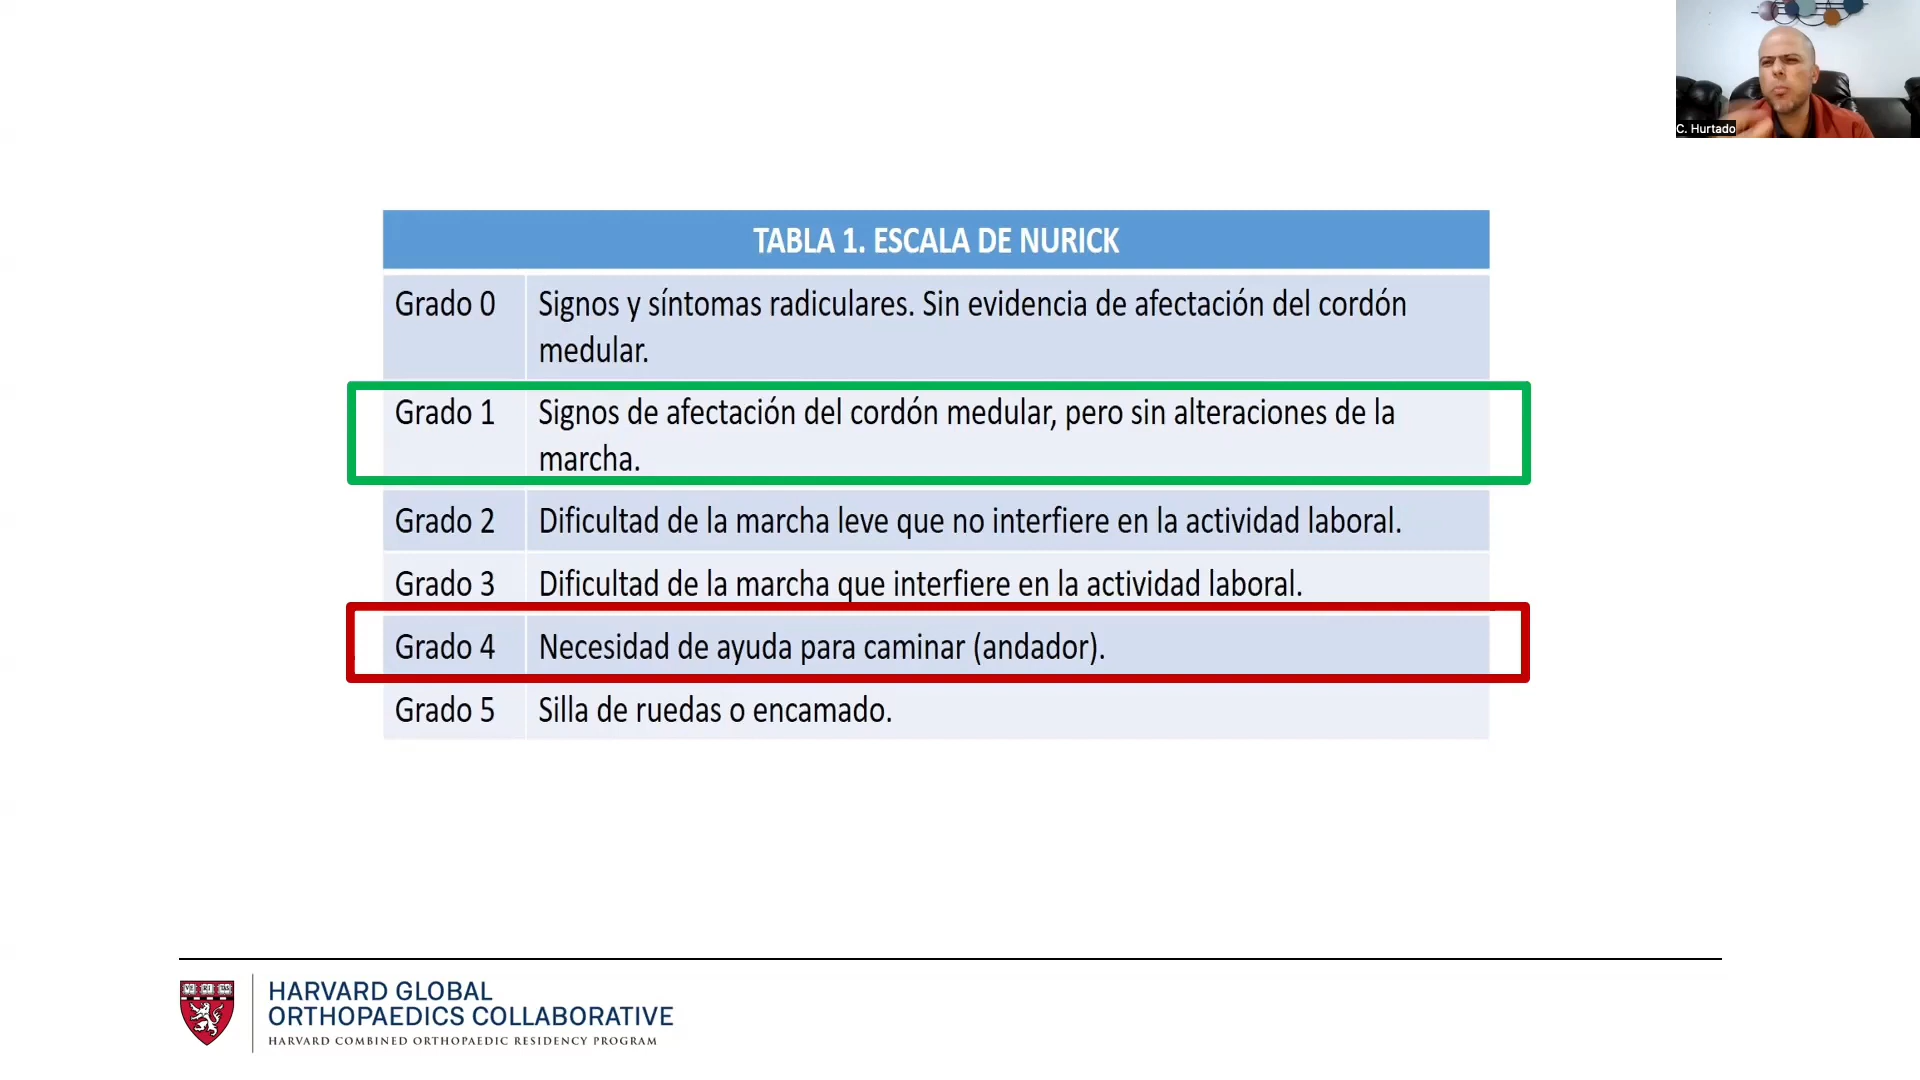 C. Hurtado
TABLA 1. ESCALA DE NURICK
Grado 0
Signos y síntomas radiculares. Sin evidencia de afectación del cordón
medular.
Grado 1
Signos de afectación del cordón medular, pero sin alteraciones de la
marcha.
Grado 2
Dificultad de la marcha leve que no interfiere en la actividad laboral.
Grado 3
Dificultad de la marcha que interfiere en la actividad laboral.
Grado 4
Necesidad de ayuda para caminar (andador).
Grado 5
Silla de ruedas o encamado.
VE RI TAS
HARVARD GLOBAL
ORTHOPAEDICS COLLABORATIVE
HARVARD COMBINED ORTHOPAEDIC RESIDENCY PROGRAM